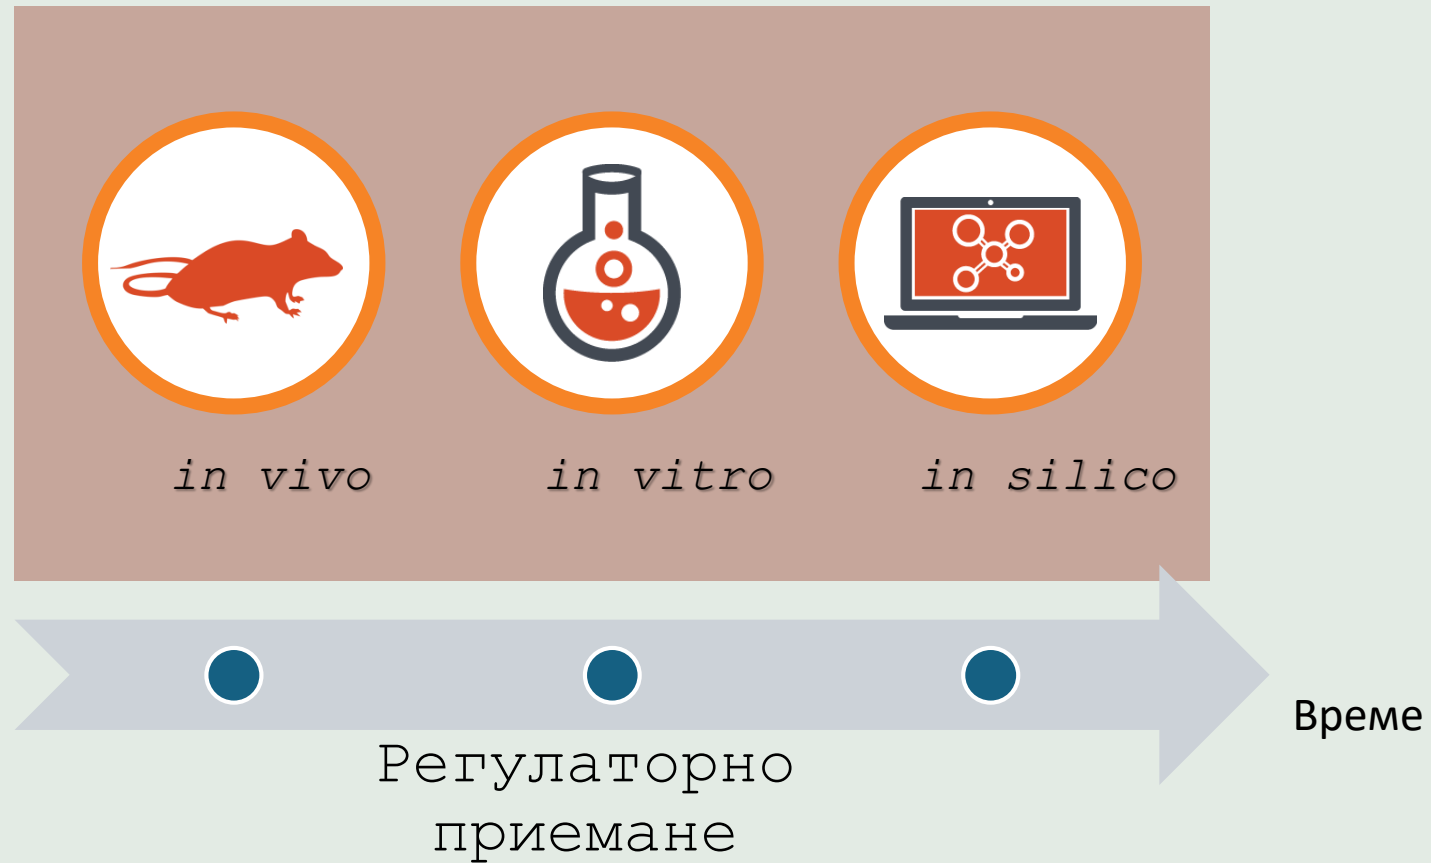 in vivo
in vitro
in silico
Време
Регулаторно
приемане